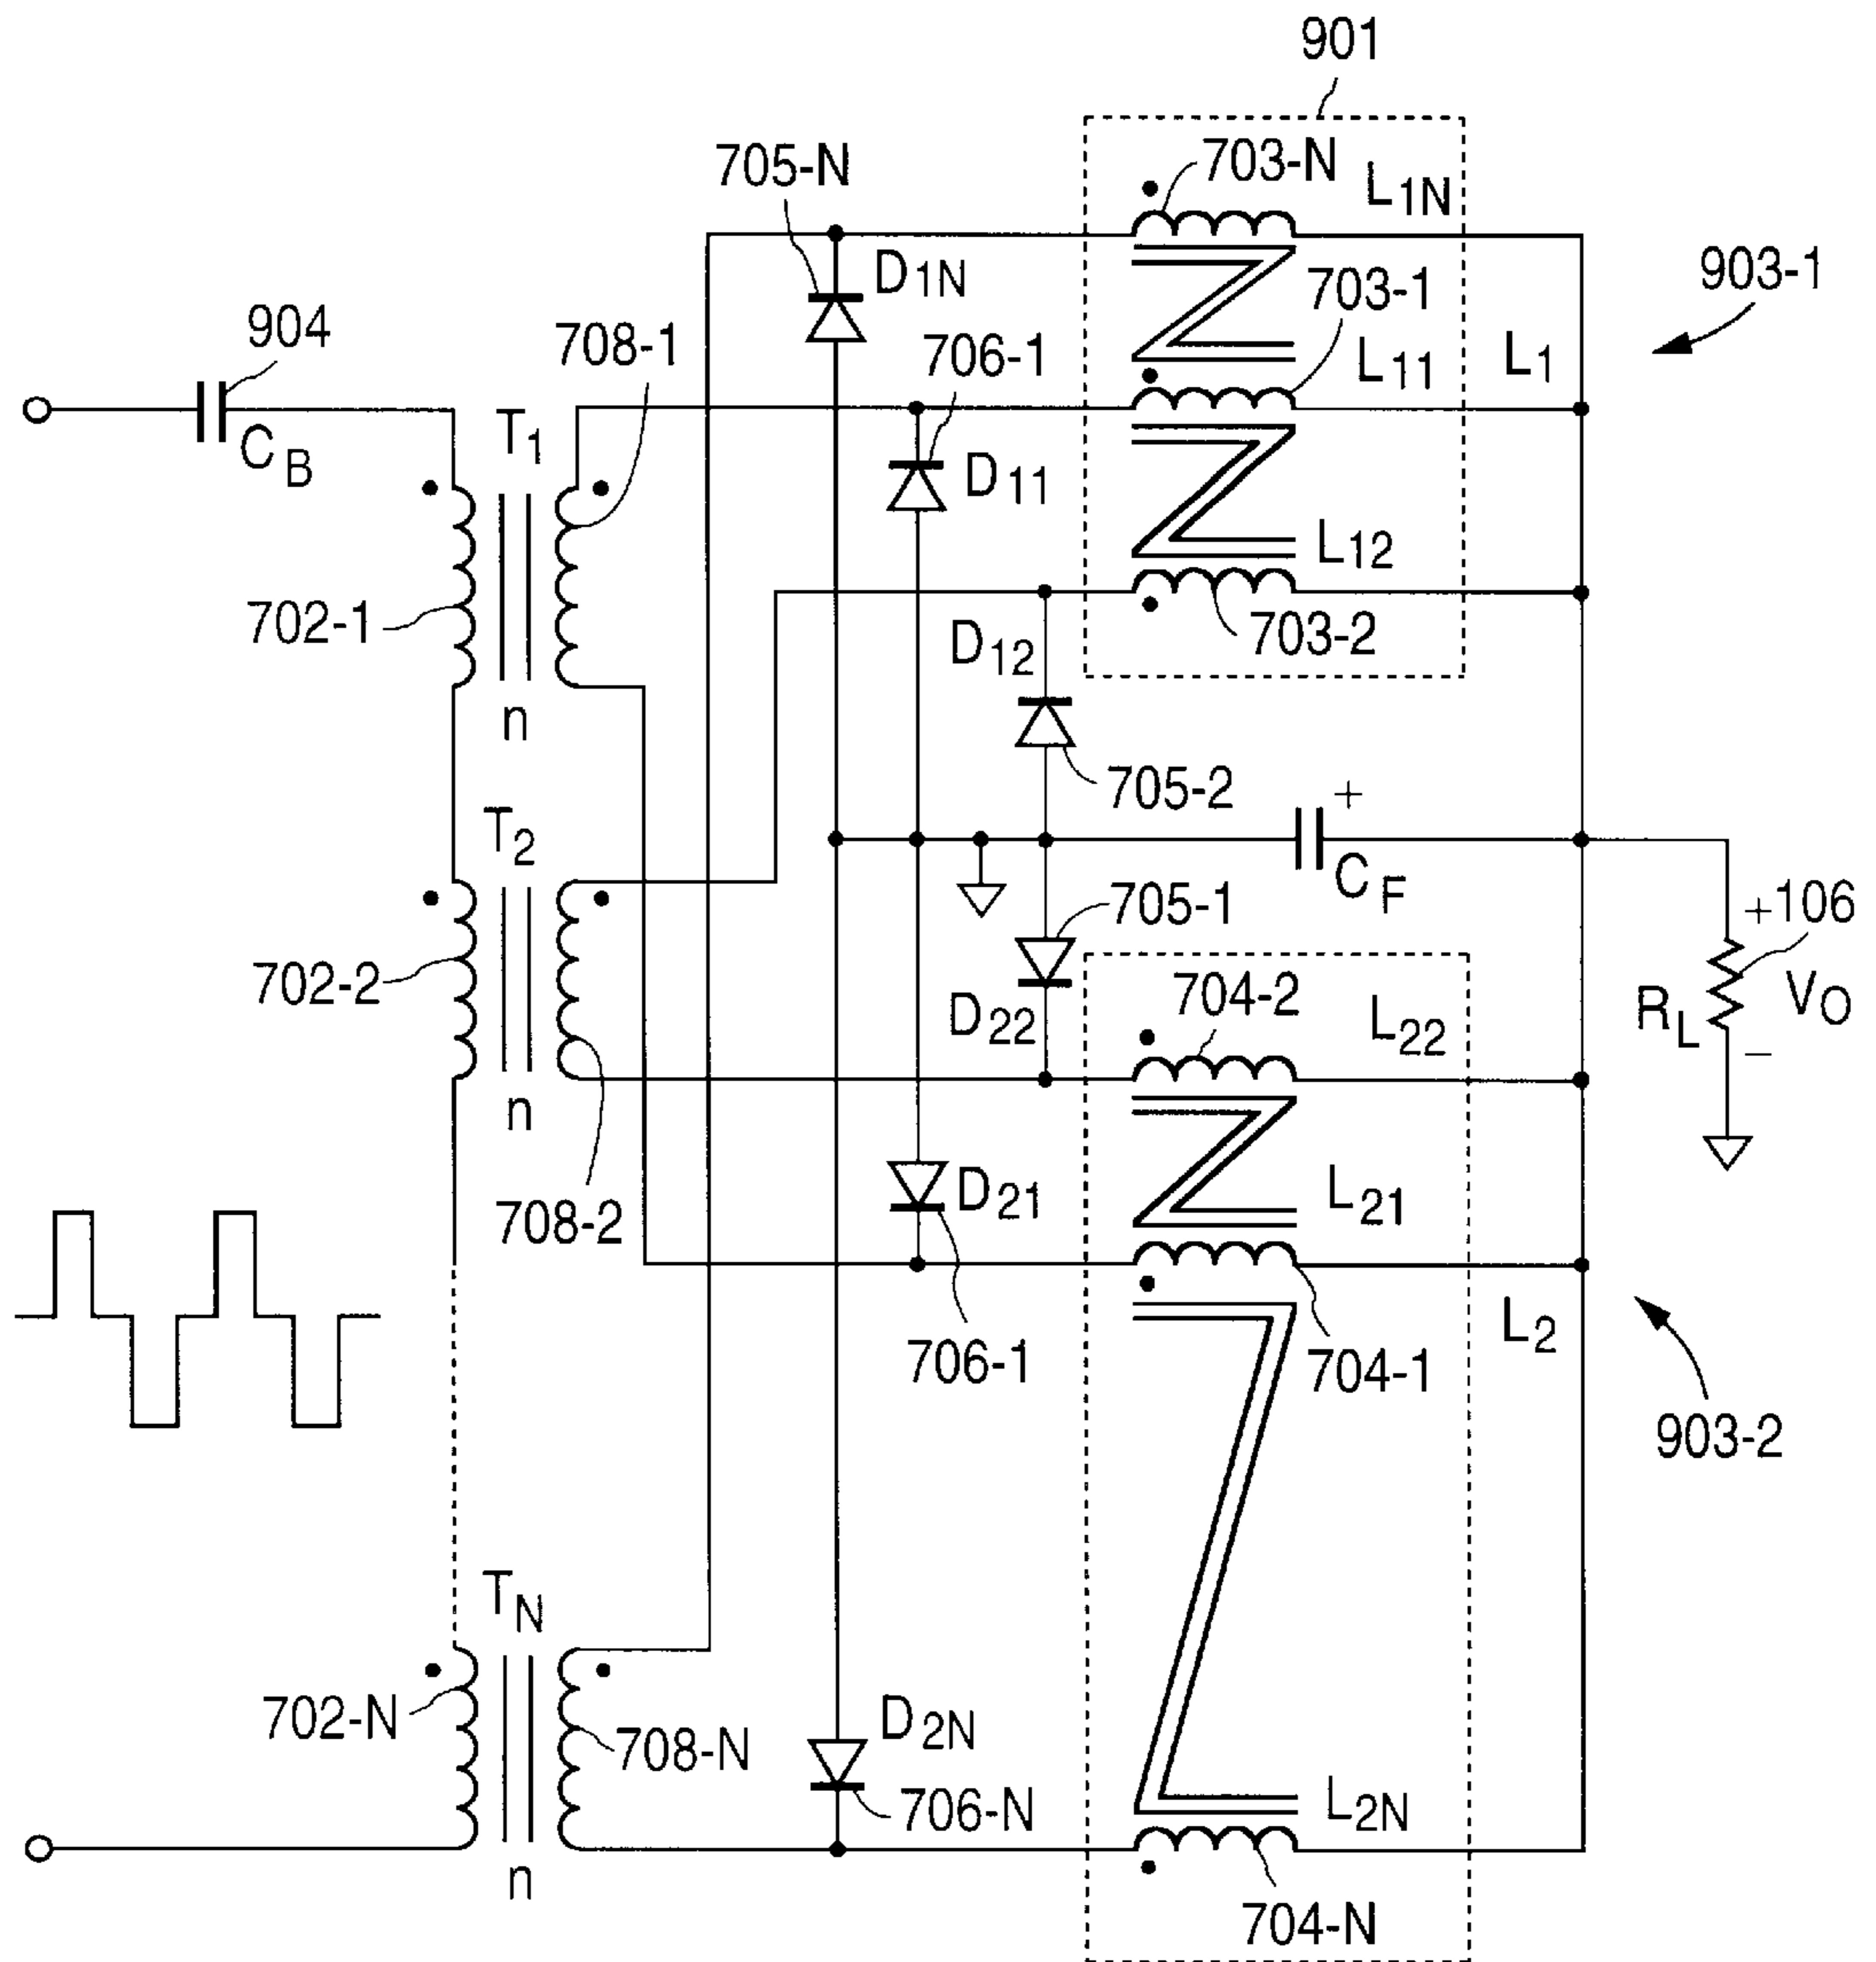 901
705-N
703-N
L1N
D1N
703-1
903-1
904
708-1
706-1
L11
L1
T1
CB
D11
L12
702-1
D12
703-2
n
705-2
+
T2
CF
705-1
+
106
702-2
704-2
D22
L22
RL
VO
−
n
D21
L21
708-2
L2
706-1
704-1
903-2
TN
D2N
702-N
708-N
706-N
L2N
n
704-N